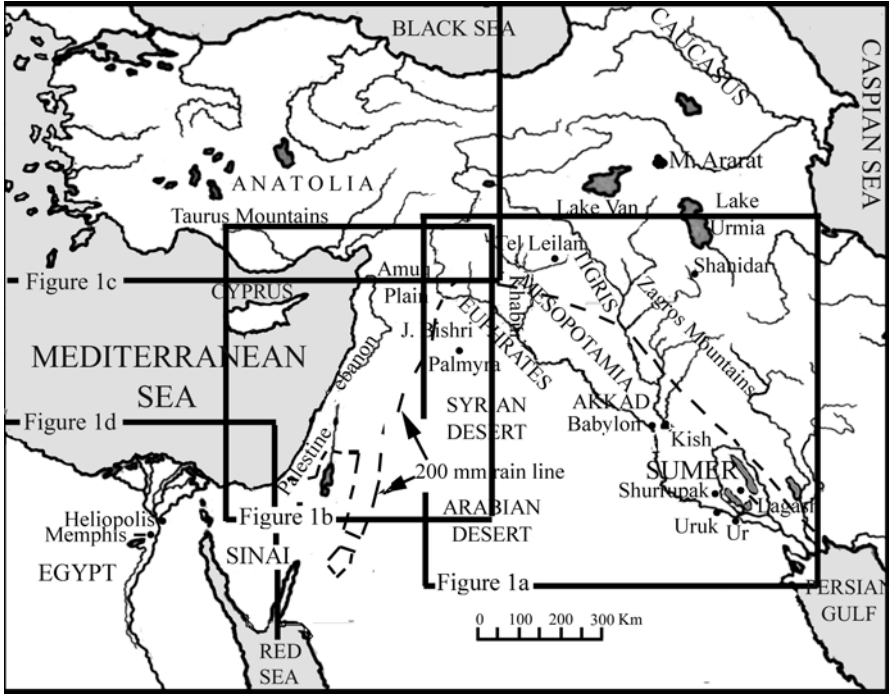 BLACK SEA
CAUCASUS
CASPIAN SEA
Mt. Ararat
ANATOLIA
Lake Van
Lake
Urmia
Taurus Mountains
Tel Leilan
TIGRIS
Shanidar
Amuq
Plain
Figure 1c
CYPRUS
Khabur
MESOPOTAMIA
Zagros Mountains
EUPHRATES
J. Bishri
Palmyra
MEDITERRANEAN
SEA
ebanon
AKKAD
Babylon
Kish
SYRIAN
DESERT
Figure 1d
200 mm rain line
Palestine
SUMER
Shurrupak
Lagash
Uruk
Ur
ARABIAN
DESERT
Figure 1b
Heliopolis
Memphis
SINAI
EGYPT
Figure 1a
PERSIAN
GULF
0 100 200 300 Km
RED
SEA